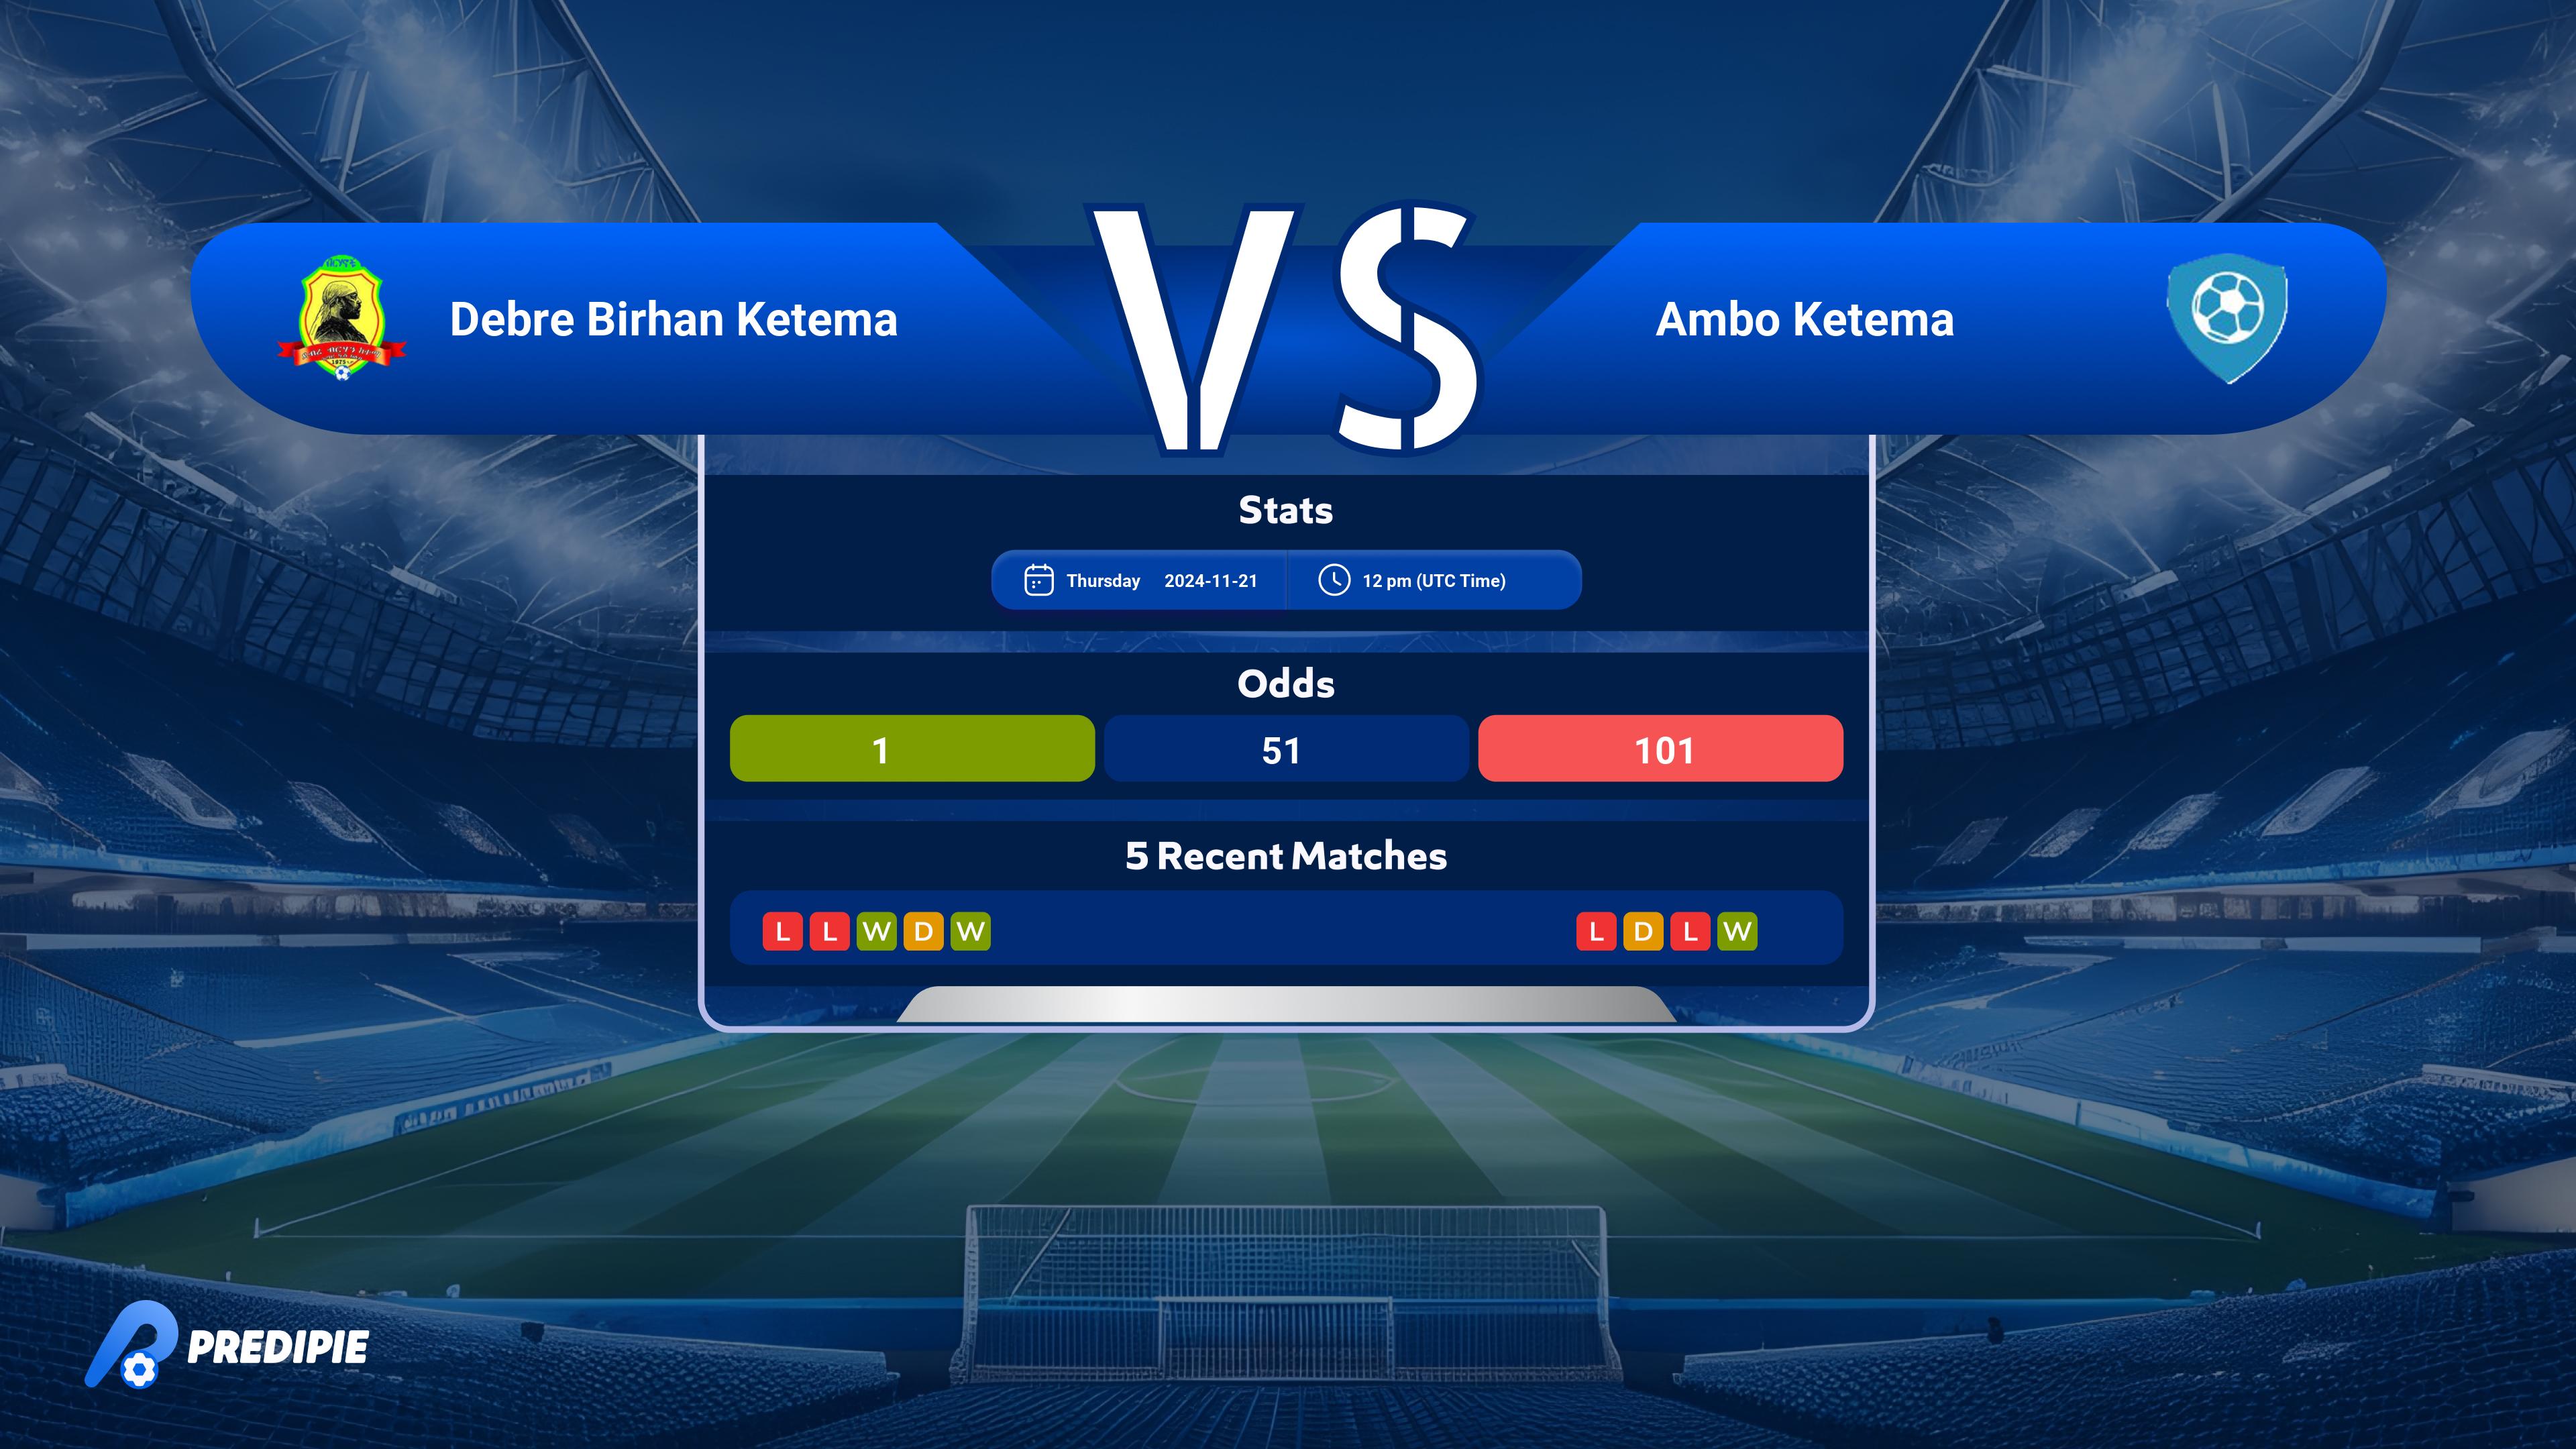 VS
Debre Birhan Ketema
Ambo Ketema
Stats
Thursday 2024-11-21 12 pm (UTC Time)
Odds
1 51 101
5 Recent Matches
L L W D W L D L W
PREDIPIE